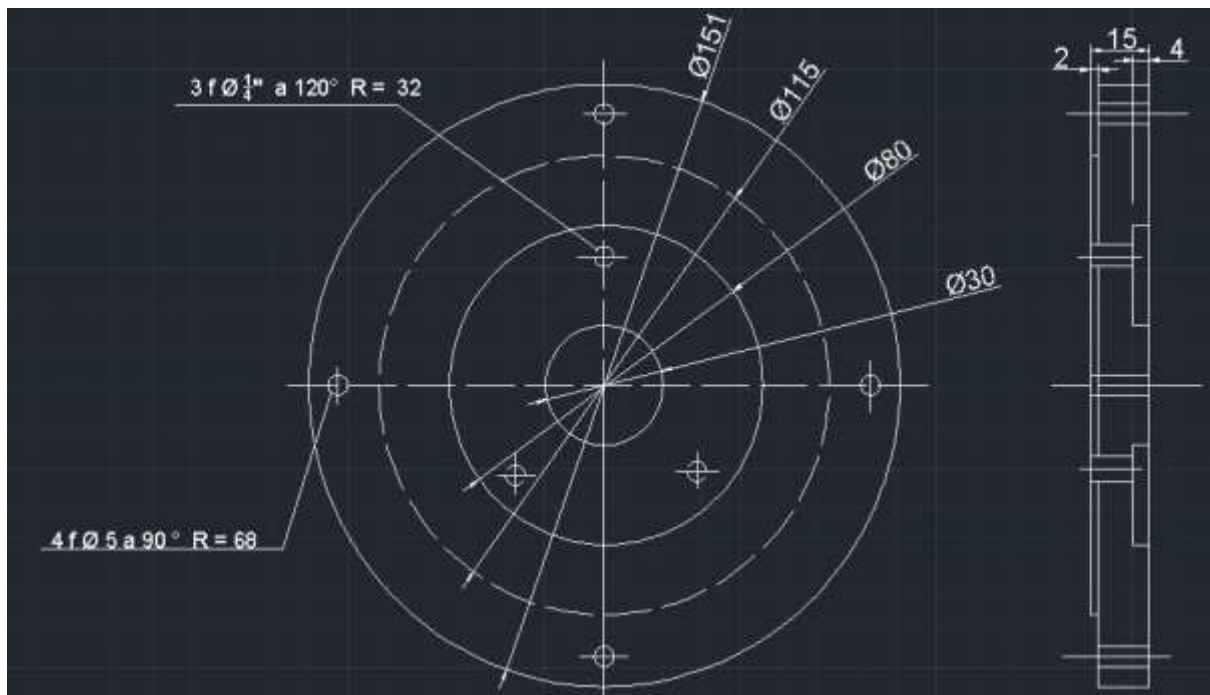 Ø151
15
2
4
Ø115
3 f Ø 1/4" a 120° R = 32
Ø80
Ø30
4 f Ø 5 a 90° R = 68